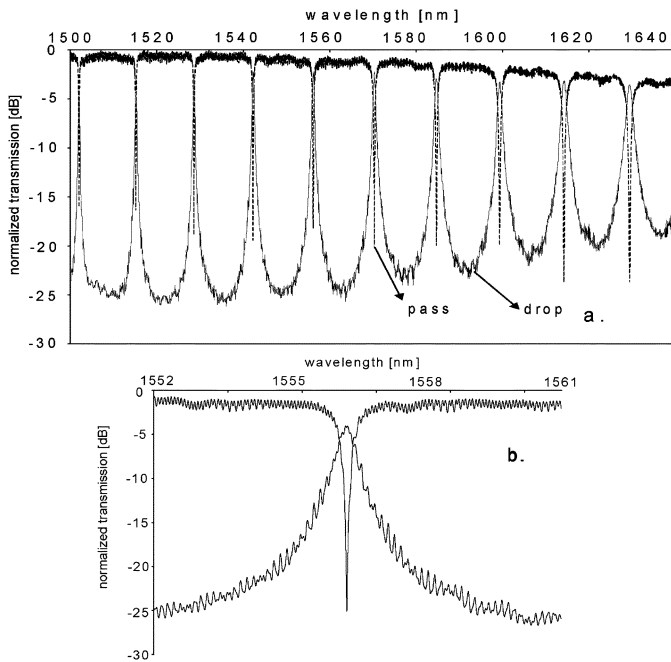 wavelength [nm]
1500 1520 1540 1560 1580 1600 1620 1640
0
-5
-10
-15
-20
-25
-30
normalized transmission [dB]
pass
drop
a.
wavelength [nm]
1552 1555 1558 1561
0
-5
-10
-15
-20
-25
-30
normalized transmission [dB]
b.